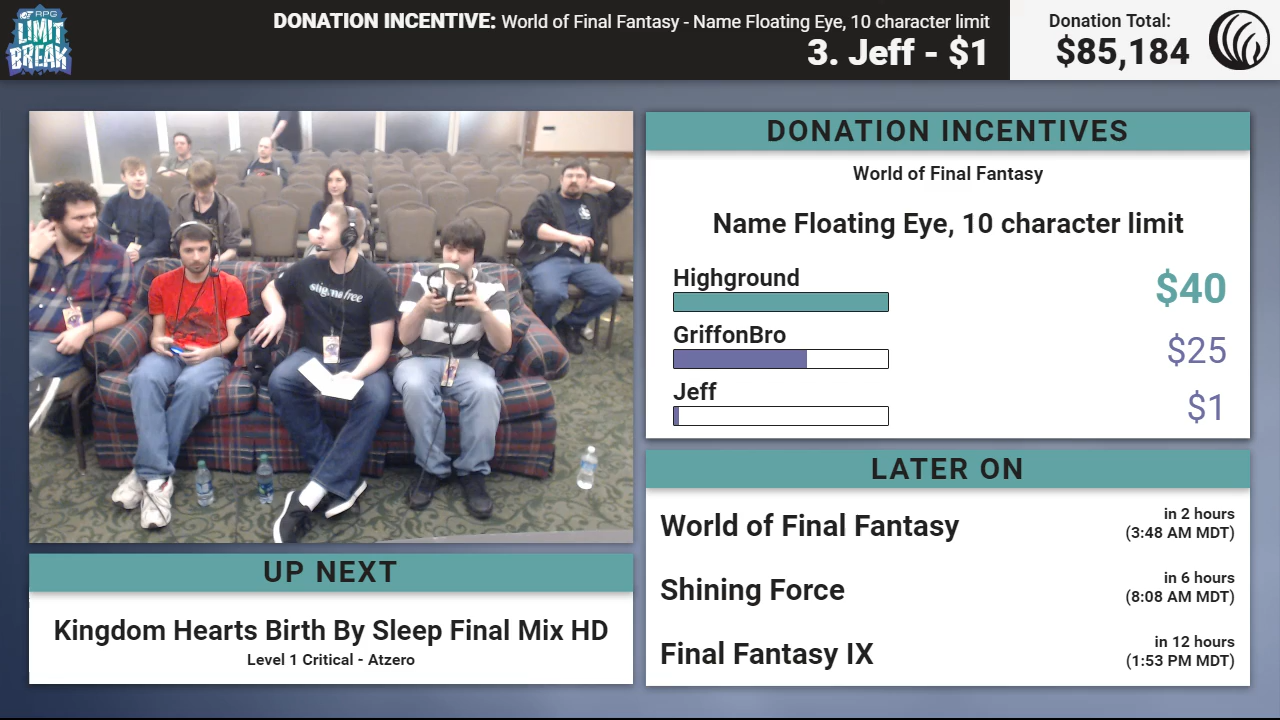 RPG
LIMIT
BREAK
DONATION INCENTIVE: World of Final Fantasy - Name Floating Eye, 10 character limit
3. Jeff - $1
Donation Total:
$85,184
stigmafree
DONATION INCENTIVES
World of Final Fantasy
Name Floating Eye, 10 character limit
Highground
$40
GriffonBro
$25
Jeff
$1
UP NEXT
Kingdom Hearts Birth By Sleep Final Mix HD
Level 1 Critical - Atzero
LATER ON
World of Final Fantasy
in 2 hours
(3:48 AM MDT)
Shining Force
in 6 hours
(8:08 AM MDT)
Final Fantasy IX
in 12 hours
(1:53 PM MDT)